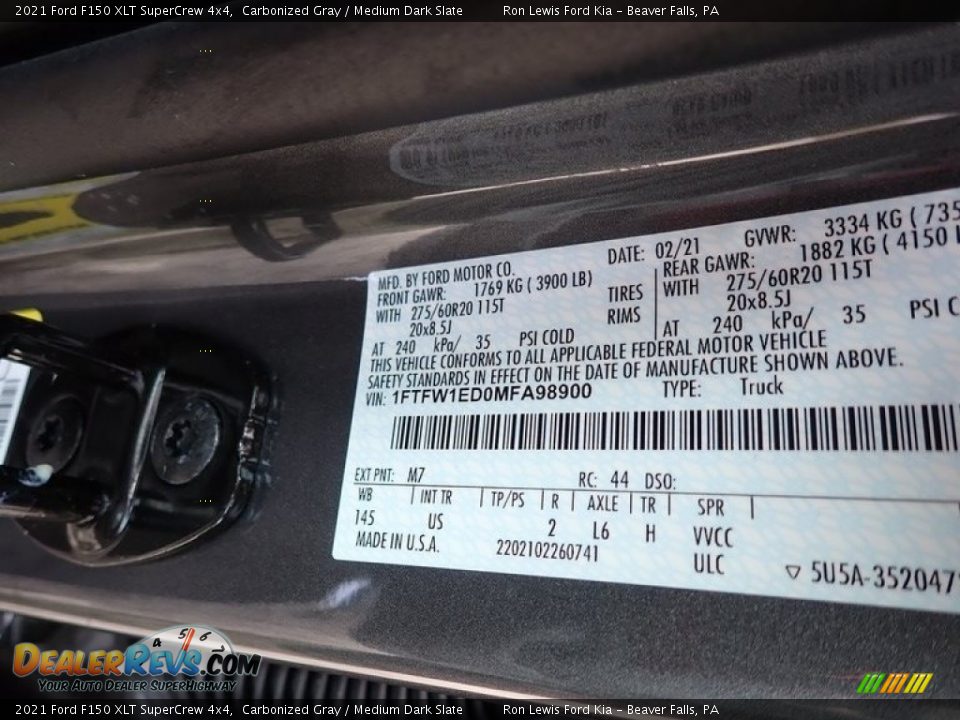 2021 Ford F150 XLT SuperCrew 4x4, Carbonized Gray / Medium Dark Slate Ron Lewis Ford Kia - Beaver Falls, PA
MFD. BY FORD MOTOR CO. DATE: 02/21 GVWR: 3334 KG ( 735
FRONT GAWR: 1769 KG ( 3900 LB) REAR GAWR: 1882 KG ( 4150 L
WITH 275/60R20 115T TIRES WITH 275/60R20 115T
20x8.5J RIMS 20x8.5J
AT 240 kPa/ 35 PSI COLD AT 240 kPa/ 35 PSI C
THIS VEHICLE CONFORMS TO ALL APPLICABLE FEDERAL MOTOR VEHICLE
SAFETY STANDARDS IN EFFECT ON THE DATE OF MANUFACTURE SHOWN ABOVE.
VIN: 1FTFW1ED0MFA98900 TYPE: Truck
EXT PNT: M7 RC: 44 DSO:
WB INT TR TP/PS R AXLE TR SPR
145 US 2 L6 H VVCC
MADE IN U.S.A. 2202102260741 ULC
5U5A-3520472
4 5 6
DEALERREVS.COM
Your Auto Dealer SuperHighway
2021 Ford F150 XLT SuperCrew 4x4, Carbonized Gray / Medium Dark Slate Ron Lewis Ford Kia - Beaver Falls, PA